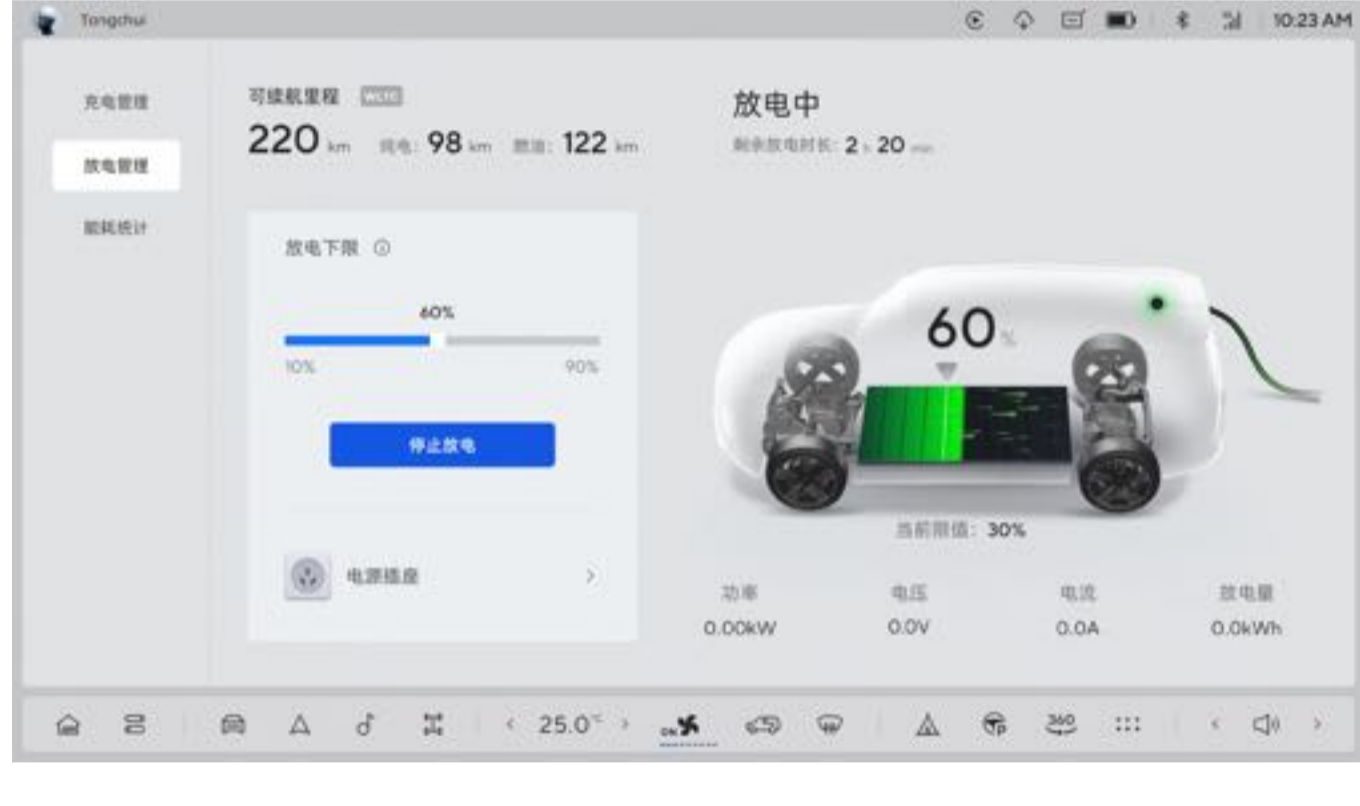 Tongchui
10:23 AM
充电管理
放电管理
能耗统计
可续航里程 WLTC
220 km 纯电: 98 km 燃油: 122 km
放电中
剩余放电时长: 2 h 20 min
放电下限
60%
10% 90%
停止放电
电源插座
60 %
当前限值: 30%
功率 电压 电流 放电量
0.00kW 0.0V 0.0A 0.0kWh
25.0℃
ON
P
360